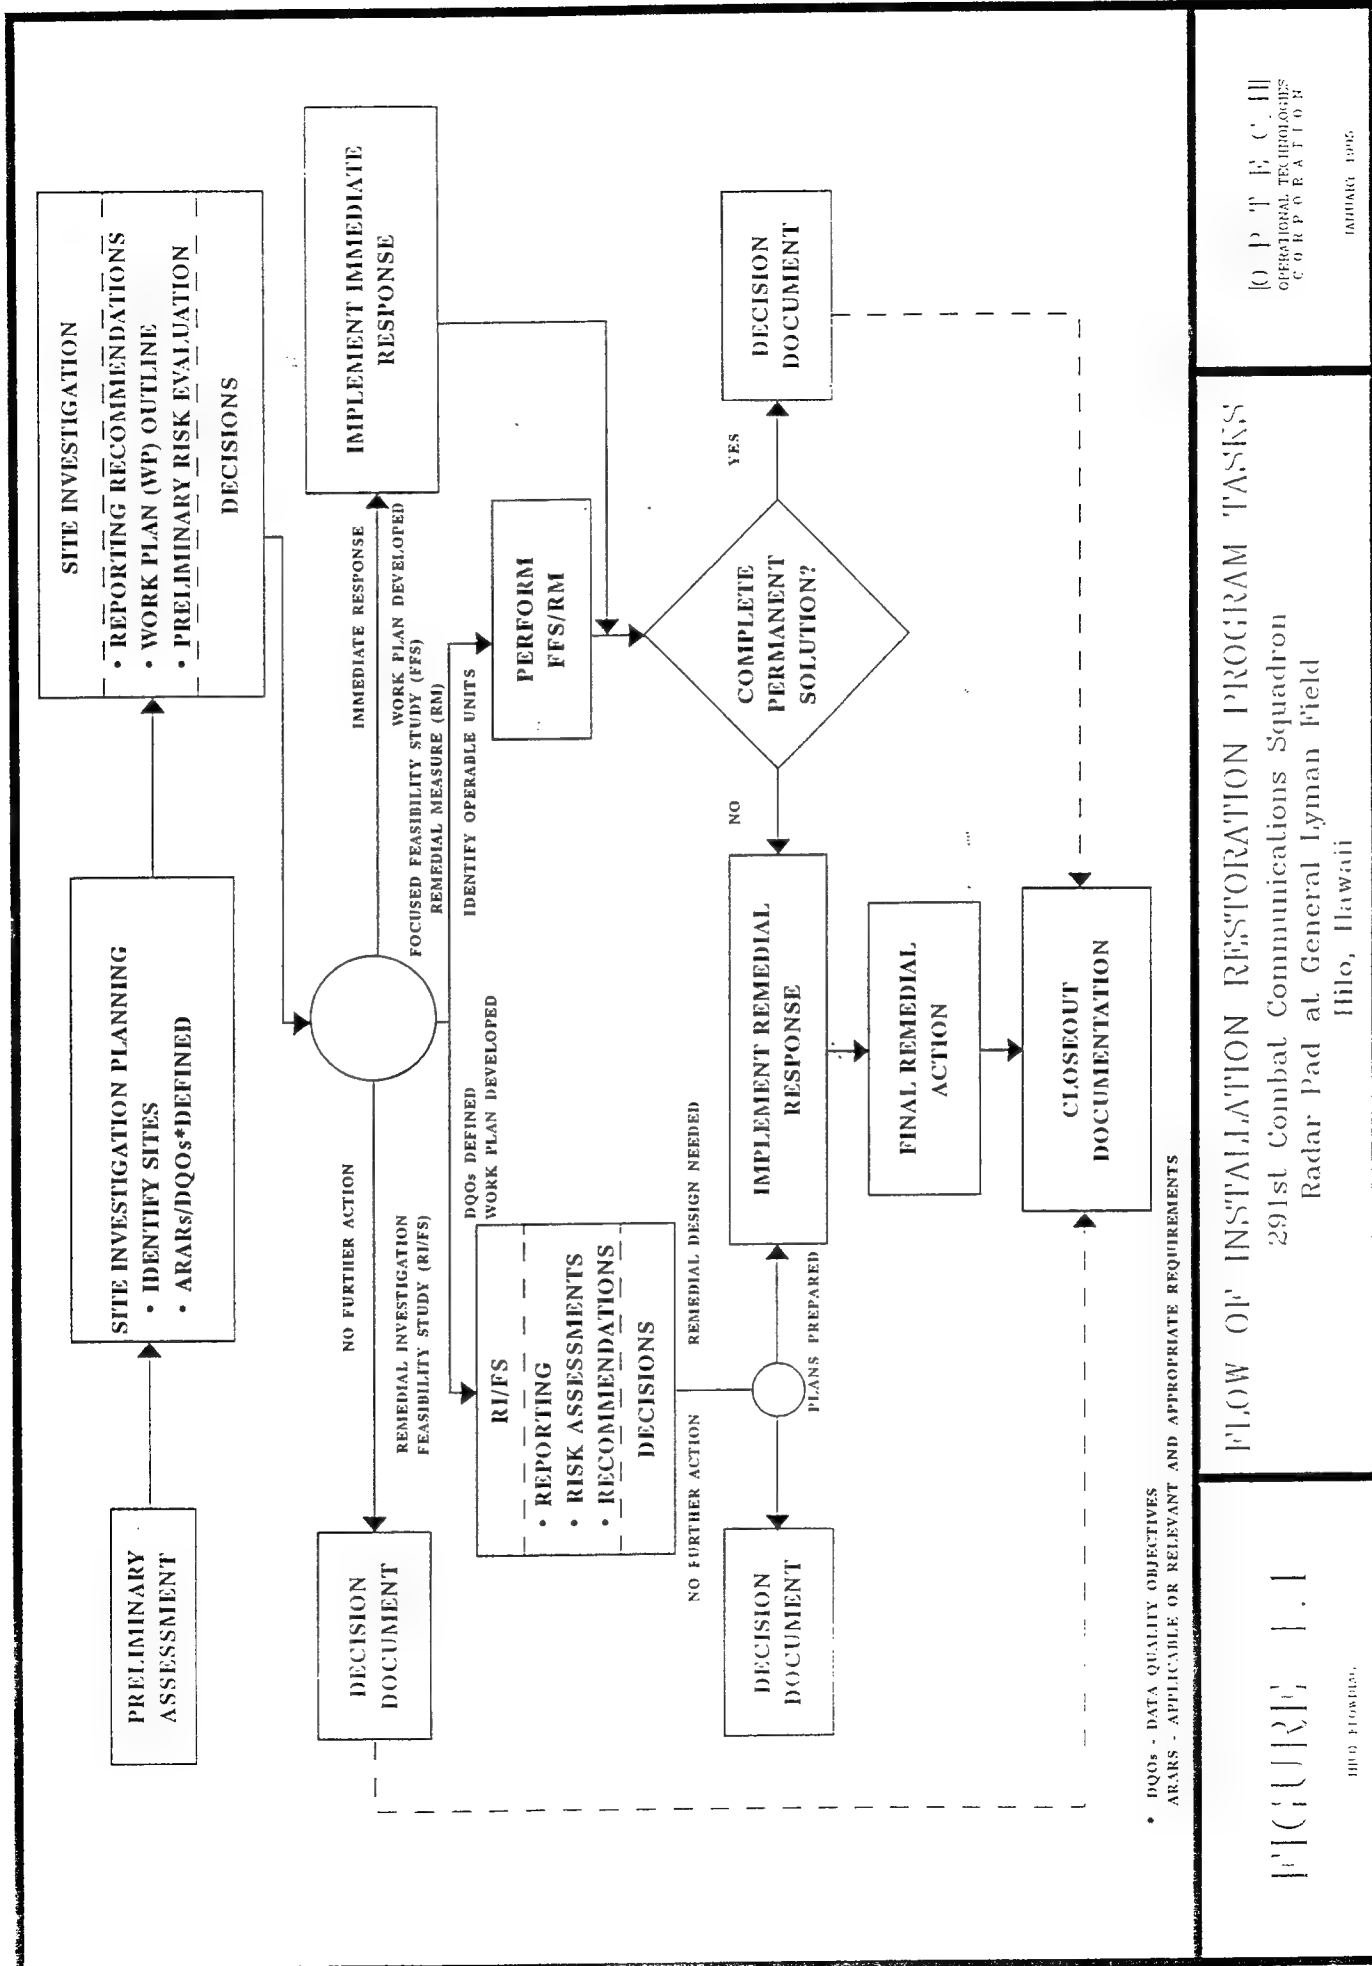 PRELIMINARY
ASSESSMENT
SITE INVESTIGATION PLANNING
• IDENTIFY SITES
• ARARs/DQOs*DEFINED
SITE INVESTIGATION
• REPORTING RECOMMENDATIONS
• WORK PLAN (WP) OUTLINE
• PRELIMINARY RISK EVALUATION
DECISIONS
DECISION
DOCUMENT
NO FURTHER ACTION
IMMEDIATE RESPONSE
IMPLEMENT IMMEDIATE
RESPONSE
REMEDIAL INVESTIGATION
FEASIBILITY STUDY (RI/FS)
DQOs DEFINED
WORK PLAN DEVELOPED
WORK PLAN DEVELOPED
FOCUSED FEASIBILITY STUDY (FFS)
REMEDIAL MEASURE (RM)
IDENTIFY OPERABLE UNITS
RI/FS
• REPORTING
• RISK ASSESSMENTS
• RECOMMENDATIONS
DECISIONS
PERFORM
FFS/RM
NO FURTHER ACTION
REMEDIAL DESIGN NEEDED
COMPLETE
PERMANENT
SOLUTION?
NO
YES
DECISION
DOCUMENT
PLANS PREPARED
IMPLEMENT REMEDIAL
RESPONSE
DECISION
DOCUMENT
FINAL REMEDIAL
ACTION
CLOSEOUT
DOCUMENTATION
* DQOs - DATA QUALITY OBJECTIVES
ARARS - APPLICABLE OR RELEVANT AND APPROPRIATE REQUIREMENTS
FIGURE 1.1
FLOW OF INSTALLATION RESTORATION PROGRAM TASKS
291st Combat Communications Squadron
Radar Pad at General Lyman Field
Hilo, Hawaii
OPTECH
OPERATIONAL TECHNOLOGIES
CORPORATION
JANUARY 1995